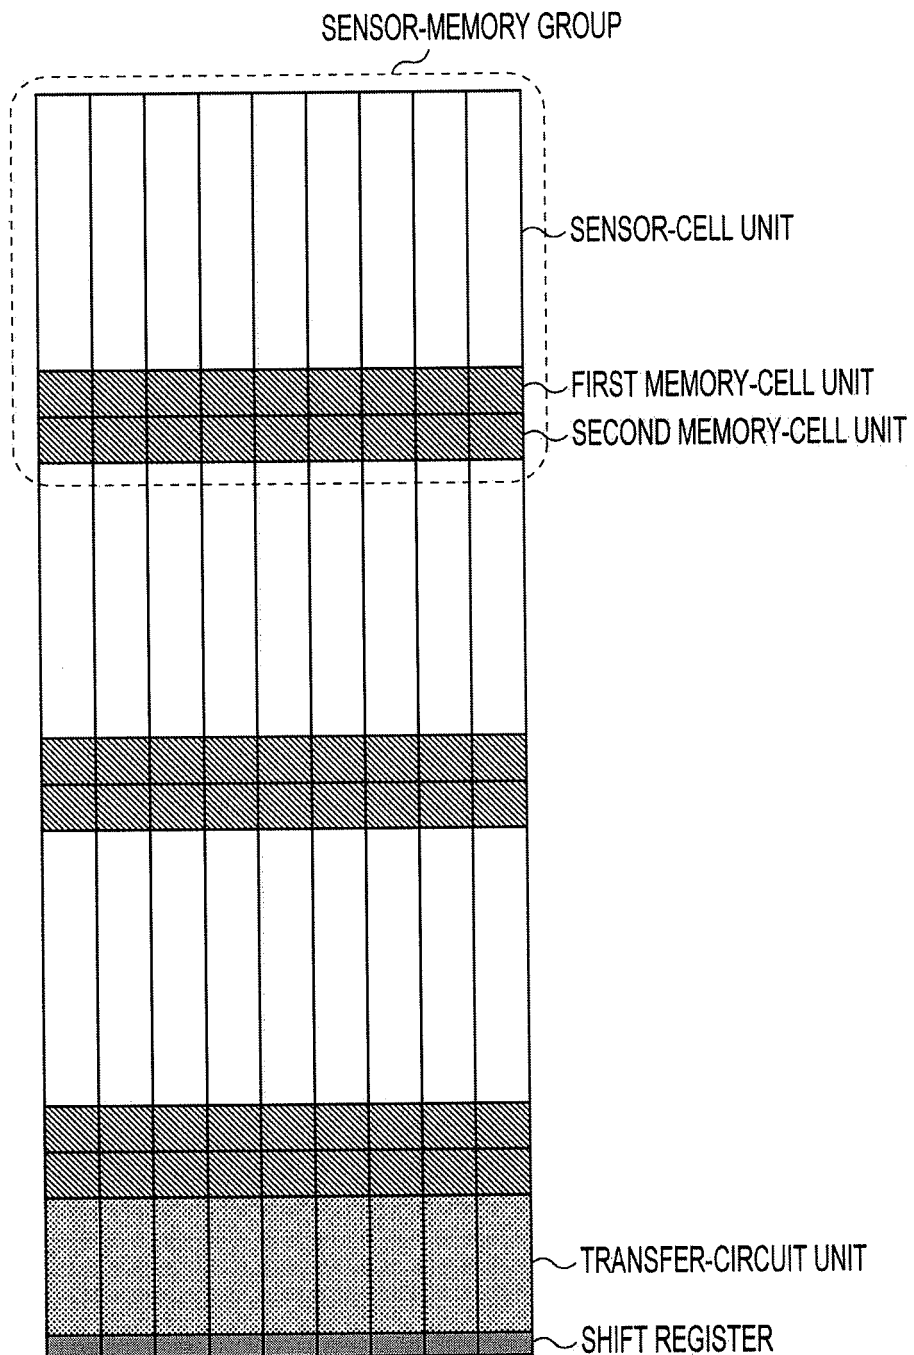 SENSOR-MEMORY GROUP
SENSOR-CELL UNIT
FIRST MEMORY-CELL UNIT
SECOND MEMORY-CELL UNIT
TRANSFER-CIRCUIT UNIT
SHIFT REGISTER